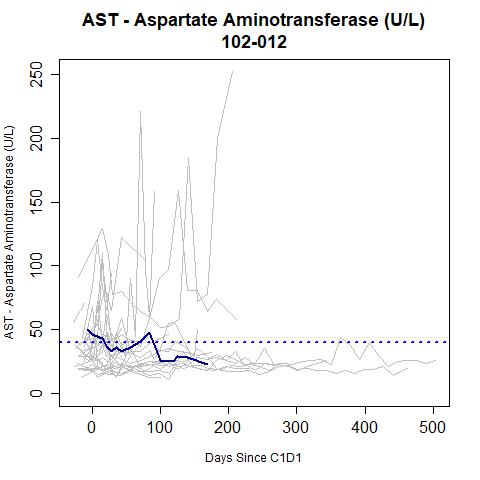 AST - Aspartate Aminotransferase (U/L)
102-012
AST - Aspartate Aminotransferase (U/L)
250
200
150
100
50
0
0 100 200 300 400 500
Days Since C1D1